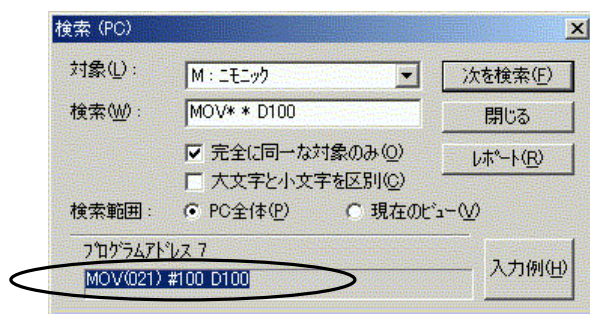 検索 (PC)
対象(L)： M：ﾆﾓﾆｯｸ 次を検索(F)
検索(W)： MOV* * D100 閉じる
完全に同一な対象のみ(O) ﾚﾎﾟｰﾄ(R)
大文字と小文字を区別(C)
検索範囲： PC全体(P) 現在のﾋﾞｭｰ(V)
ﾌﾟﾛｸﾞﾗﾑｱﾄﾞﾚｽ 7
MOV(021) #100 D100 入力例(H)